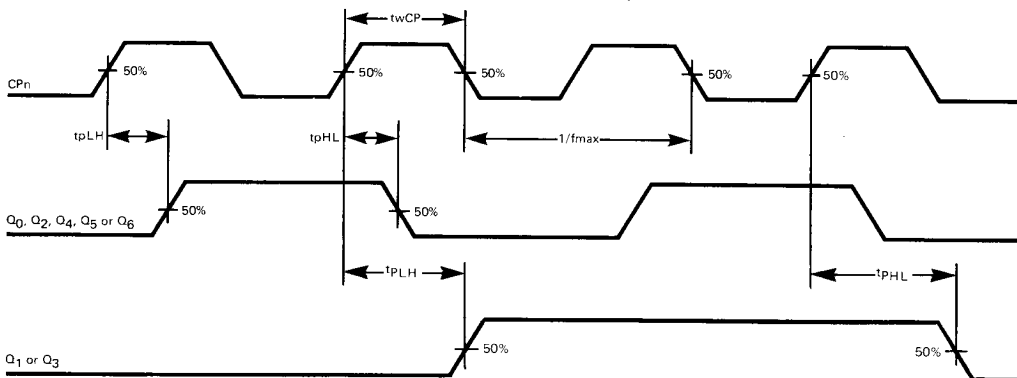 twCP
50%
50%
50%
50%
50%
CPn
tpLH
tpHL
1/fmax
50%
50%
Q0, Q2, Q4, Q5 or Q6
tPLH
tPHL
50%
50%
Q1 or Q3